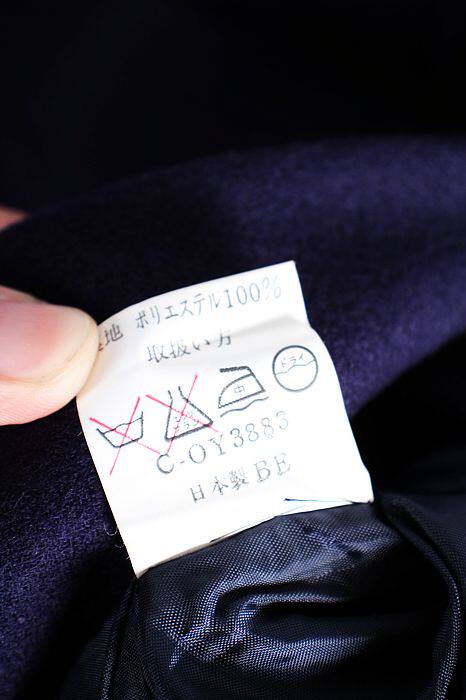 地 ポリエステル100%
取扱い方
中 ドライ
C-OY3883
日本製 BE